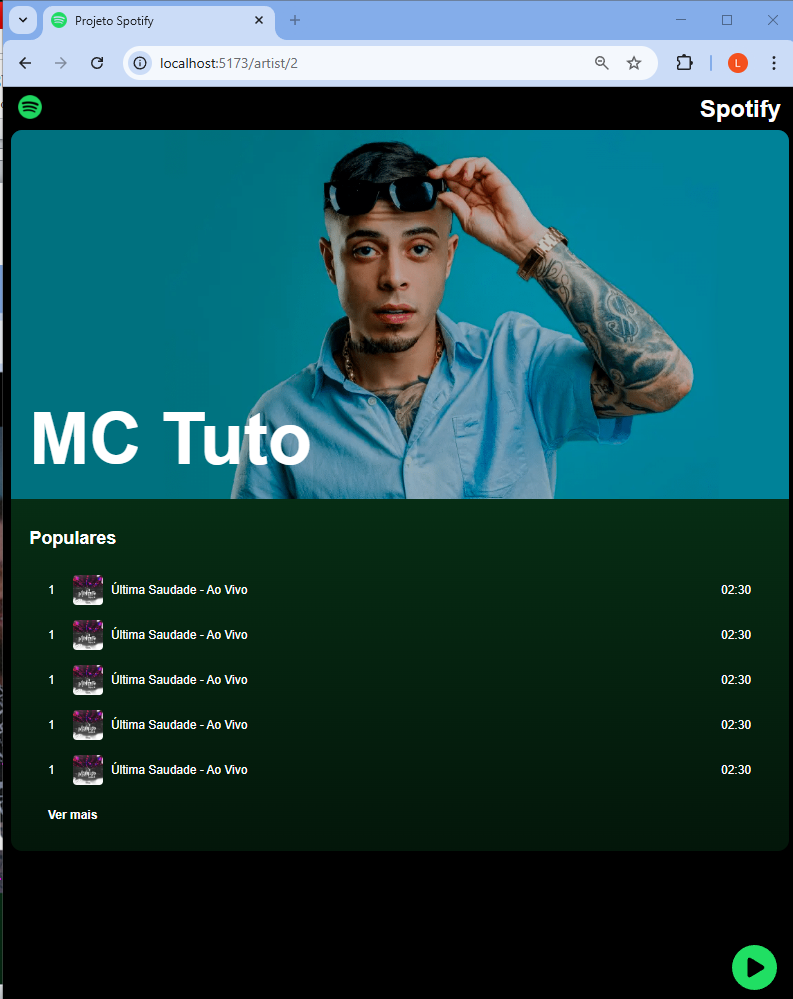 Projeto Spotify
localhost:5173/artist/2
L
Spotify
MC Tuto
Populares
1 Última Saudade - Ao Vivo 02:30
1 Última Saudade - Ao Vivo 02:30
1 Última Saudade - Ao Vivo 02:30
1 Última Saudade - Ao Vivo 02:30
1 Última Saudade - Ao Vivo 02:30
Ver mais